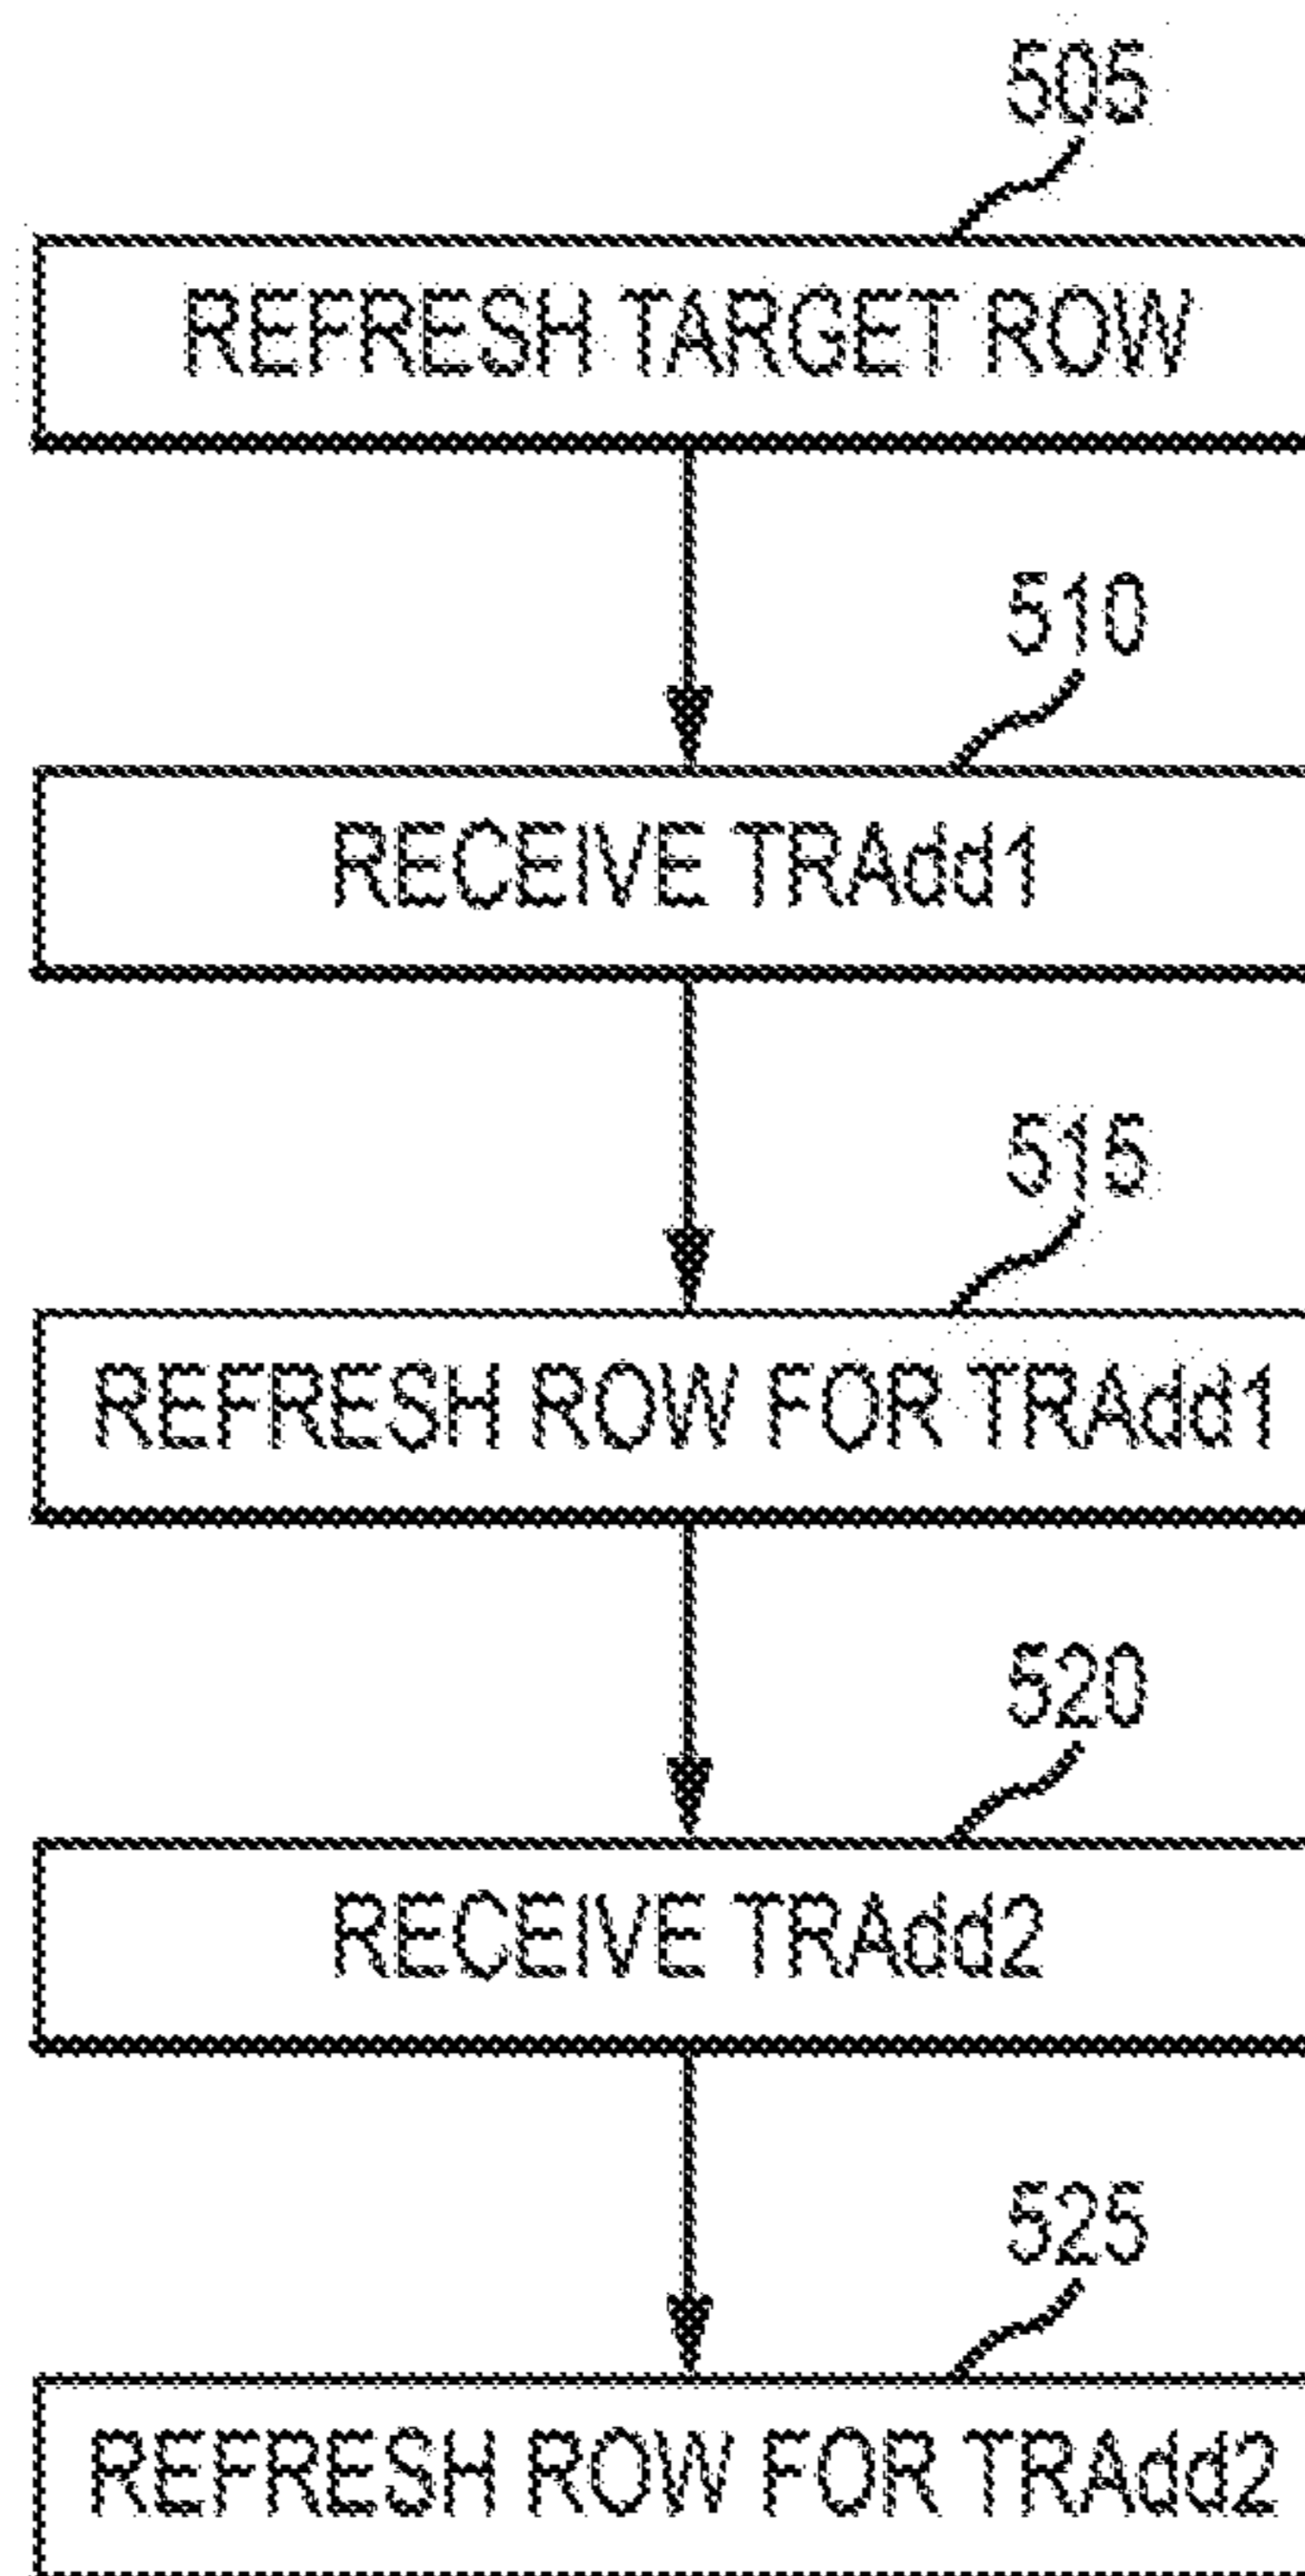 505
REFRESH TARGET ROW
510
RECEIVE TRAdd1
515
REFRESH ROW FOR TRAdd1
520
RECEIVE TRAdd2
525
REFRESH ROW FOR TRAdd2